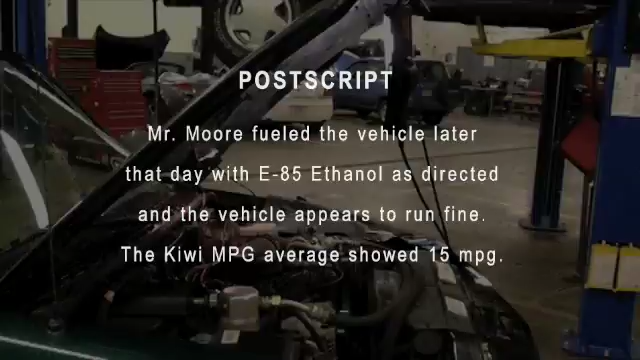 POSTSCRIPT
Mr. Moore fueled the vehicle later
that day with E-85 Ethanol as directed
and the vehicle appears to run fine.
The Kiwi MPG average showed 15 mpg.